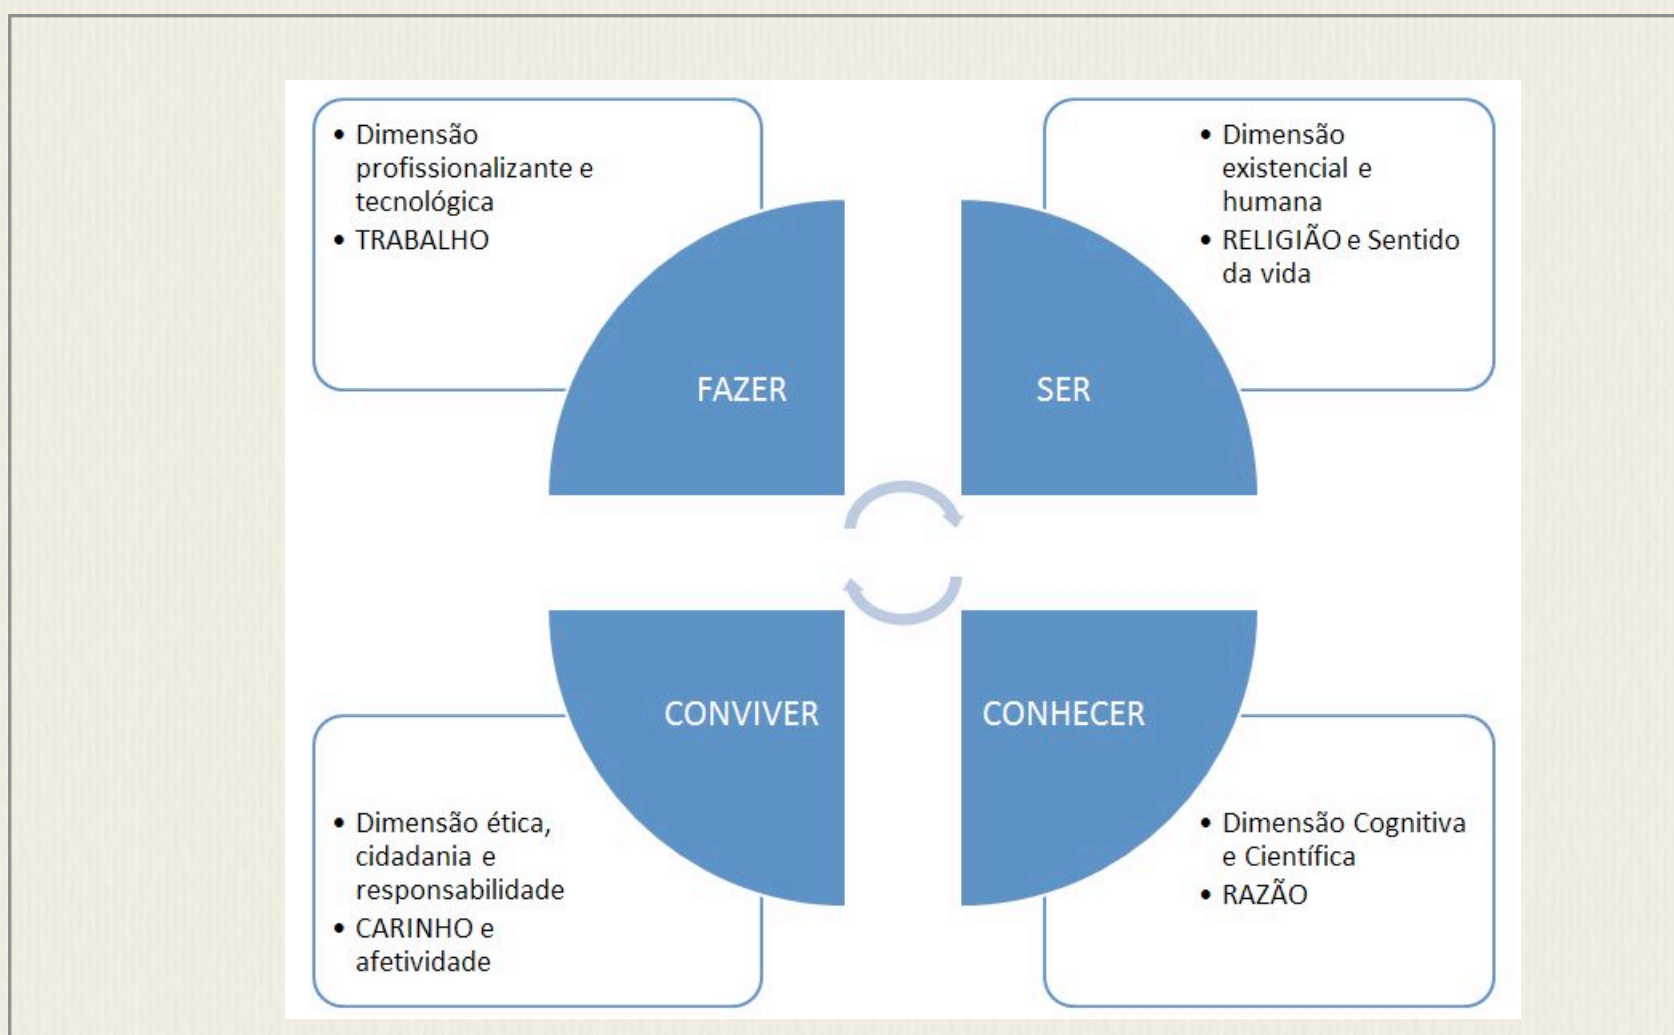 • Dimensão
profissionalizante e
tecnológica
• TRABALHO
• Dimensão
existencial e
humana
• RELIGIÃO e Sentido
da vida
FAZER
SER
CONVIVER
CONHECER
• Dimensão ética,
cidadania e
responsabilidade
• CARINHO e
afetividade
• Dimensão Cognitiva
e Científica
• RAZÃO